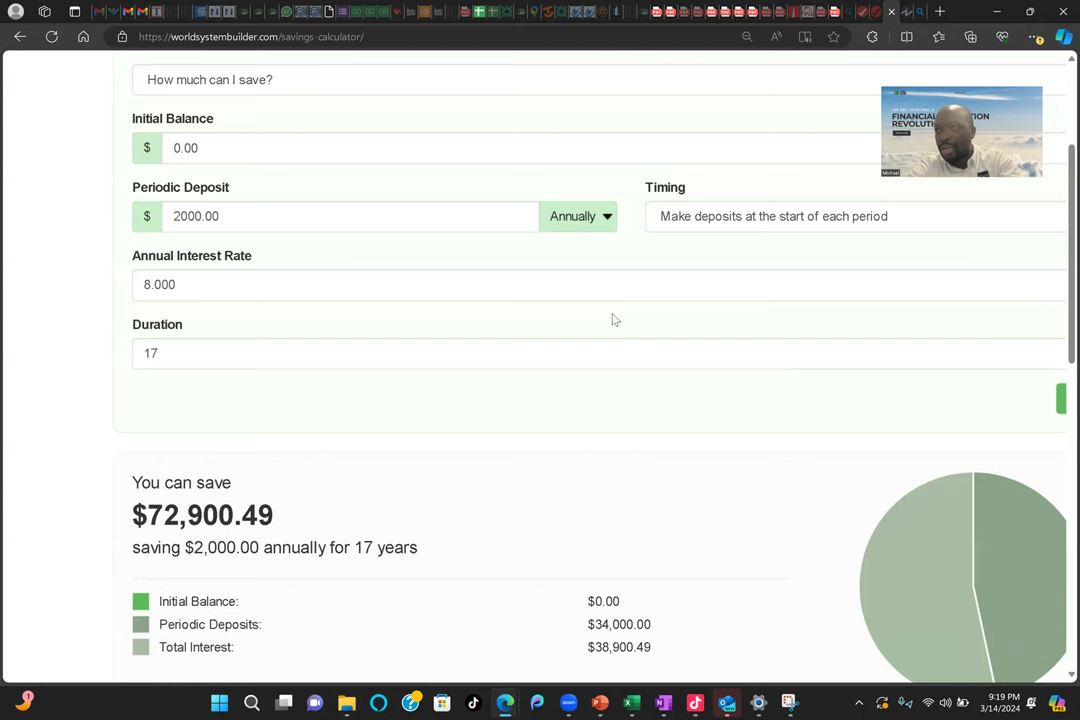 https://worldsystembuilder.com/savings-calculator/
How much can I save?
Initial Balance
$ 0.00
FINANCIAL
REVOLU
Michael
Periodic Deposit
Timing
$ 2000.00 Annually
Make deposits at the start of each period
Annual Interest Rate
8.000
Duration
17
You can save
$72,900.49
saving $2,000.00 annually for 17 years
Initial Balance: $0.00
Periodic Deposits: $34,000.00
Total Interest: $38,900.49
9:19 PM
3/14/2024